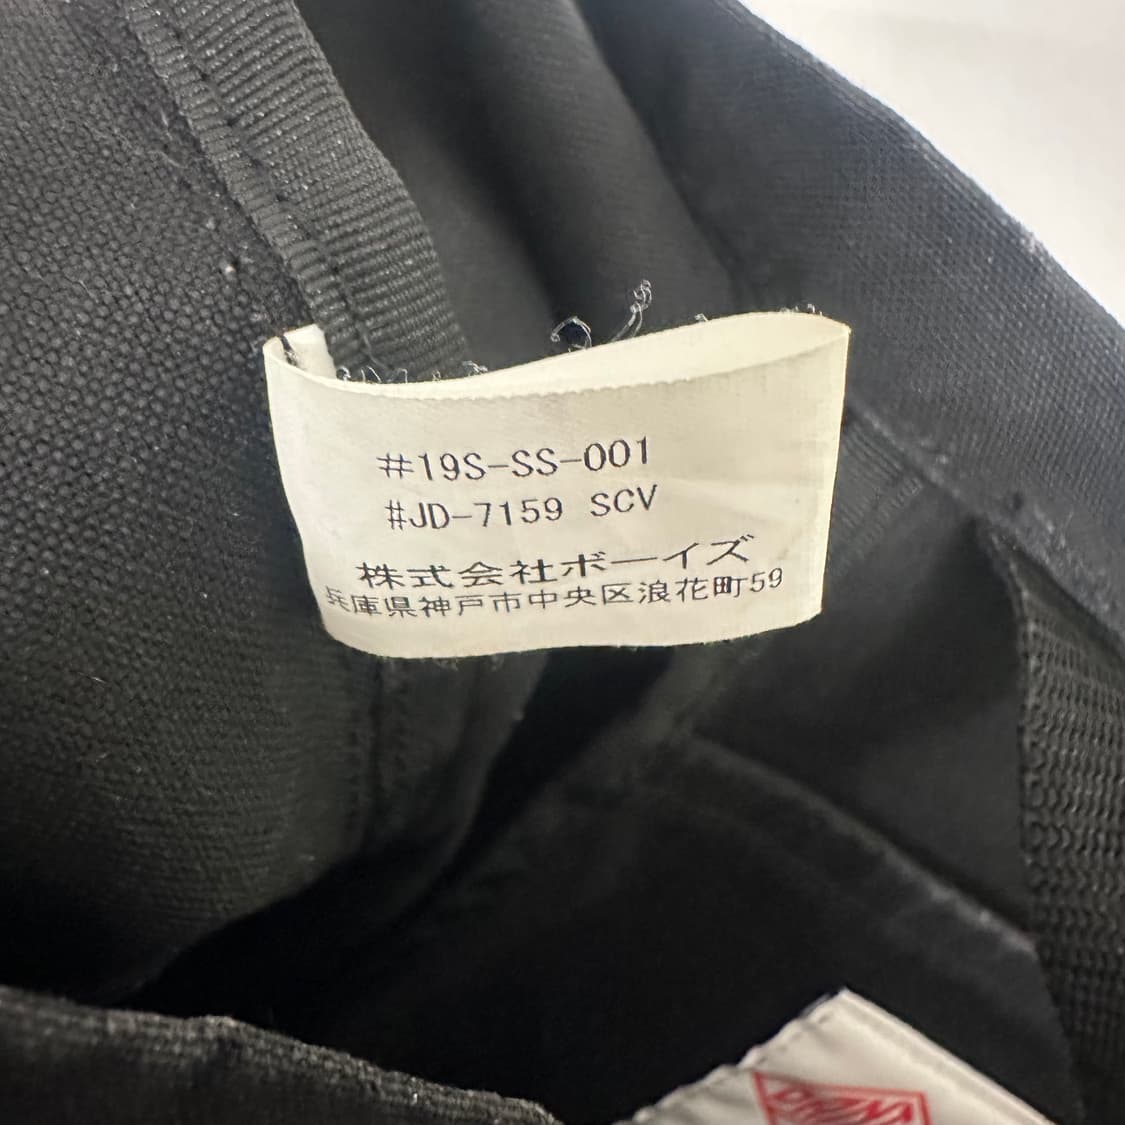 #19S-SS-001
#JD-7159 SCV
株式会社ボーイズ
兵庫県神戸市中央区浪花町59